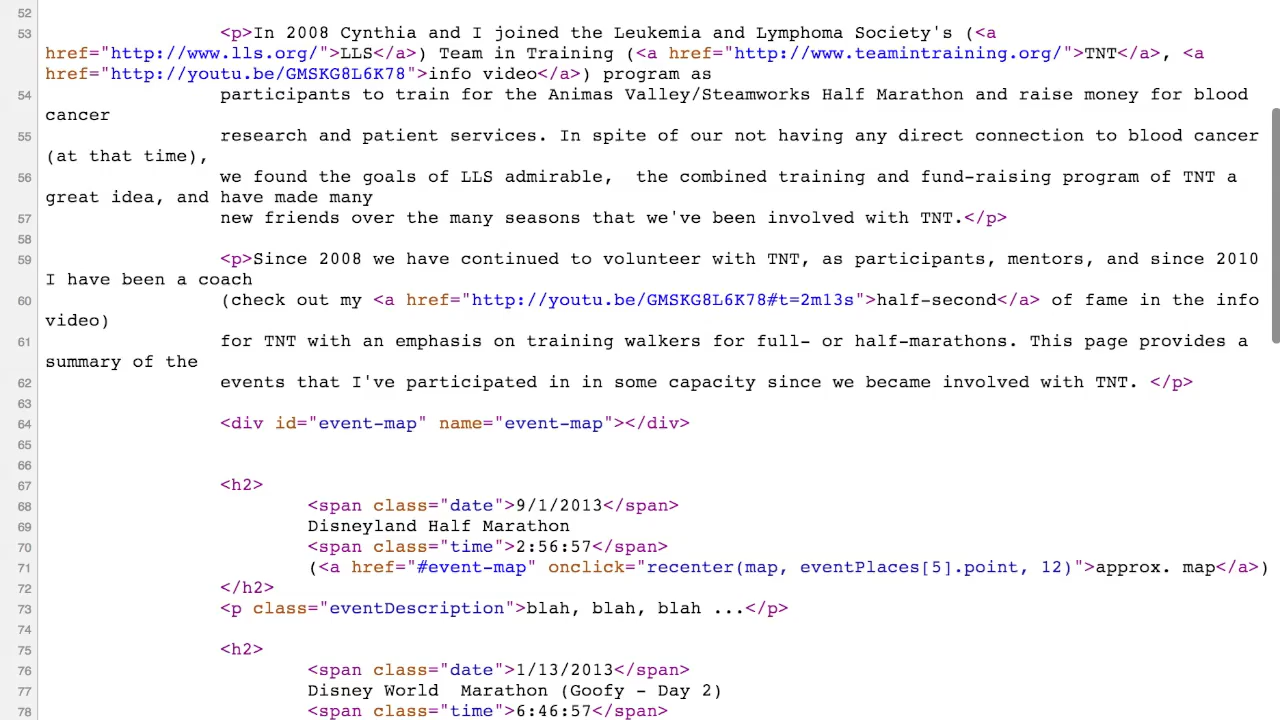 52
53 <p>In 2008 Cynthia and I joined the Leukemia and Lymphoma Society's (<a
href="http://www.lls.org/">LLS</a>) Team in Training (<a href="http://www.teamintraining.org/">TNT</a>, <a
href="http://youtu.be/GMSKG8L6K78">info video</a>) program as
54 participants to train for the Animas Valley/Steamworks Half Marathon and raise money for blood
cancer
55 research and patient services. In spite of our not having any direct connection to blood cancer
(at that time),
56 we found the goals of LLS admirable,  the combined training and fund-raising program of TNT a
great idea, and have made many
57 new friends over the many seasons that we've been involved with TNT.</p>
58
59 <p>Since 2008 we have continued to volunteer with TNT, as participants, mentors, and since 2010
I have been a coach
60 (check out my <a href="http://youtu.be/GMSKG8L6K78#t=2m13s">half-second</a> of fame in the info
video)
61 for TNT with an emphasis on training walkers for full- or half-marathons. This page provides a
summary of the
62 events that I've participated in in some capacity since we became involved with TNT. </p>
63
64 <div id="event-map" name="event-map"></div>
65
66
67 <h2>
68 <span class="date">9/1/2013</span>
69 Disneyland Half Marathon
70 <span class="time">2:56:57</span>
71 (<a href="#event-map" onclick="recenter(map, eventPlaces[5].point, 12)">approx. map</a>)
72 </h2>
73 <p class="eventDescription">blah, blah, blah ...</p>
74
75 <h2>
76 <span class="date">1/13/2013</span>
77 Disney World  Marathon (Goofy - Day 2)
78 <span class="time">6:46:57</span>